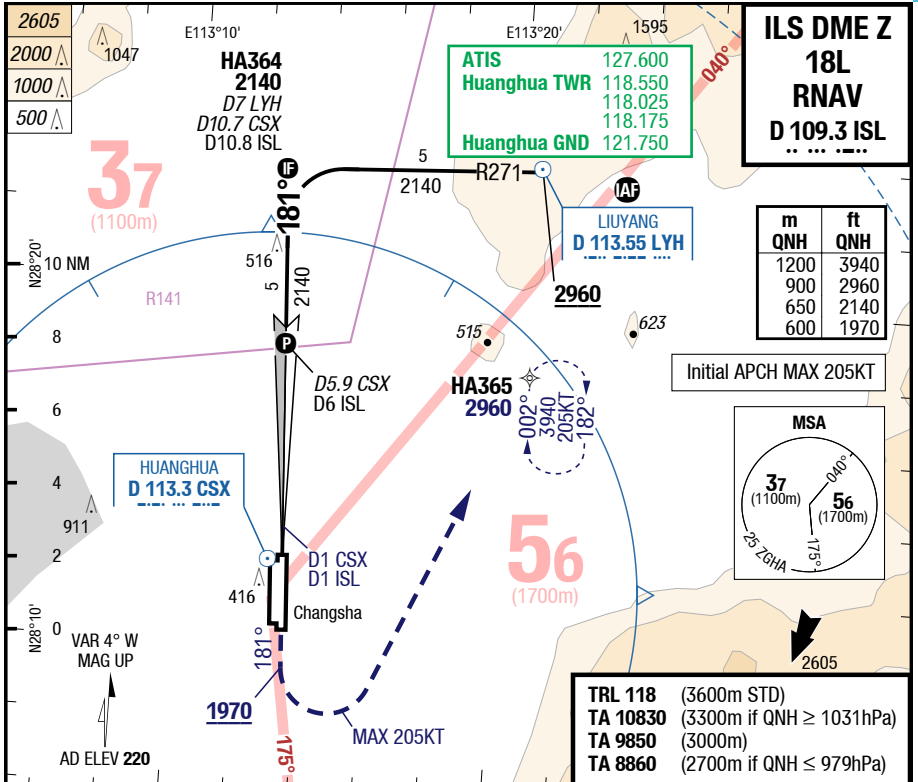 2605
2000
1000
500
1047
E113°10'
E113°20'
1595
040°
ILS DME Z
18L
RNAV
D 109.3 ISL
HA364
2140
D7 LYH
D10.7 CSX
D10.8 ISL
ATIS 127.600
Huanghua TWR 118.550
118.025
118.175
Huanghua GND 121.750
37
(1100m)
IF
181°
5
2140
R271
IAF
LIUYANG
D 113.55 LYH
2960
m ft
QNH QNH
1200 3940
900 2960
650 2140
600 1970
N28°20'
10 NM
516
5
2140
R141
8
P
515
623
D5.9 CSX
D6 ISL
HA365
2960
002°
3940
205KT
182°
Initial APCH MAX 205KT
6
MSA
37
(1100m)
040°
56
(1700m)
175°
25 ZGHA
HUANGHUA
D 113.3 CSX
4
911
2
D1 CSX
D1 ISL
56
(1700m)
416
Changsha
N28°10'
0
VAR 4° W
MAG UP
181°
1970
MAX 205KT
175°
AD ELEV 220
2605
TRL 118 (3600m STD)
TA 10830 (3300m if QNH ≥ 1031hPa)
TA 9850 (3000m)
TA 8860 (2700m if QNH ≤ 979hPa)